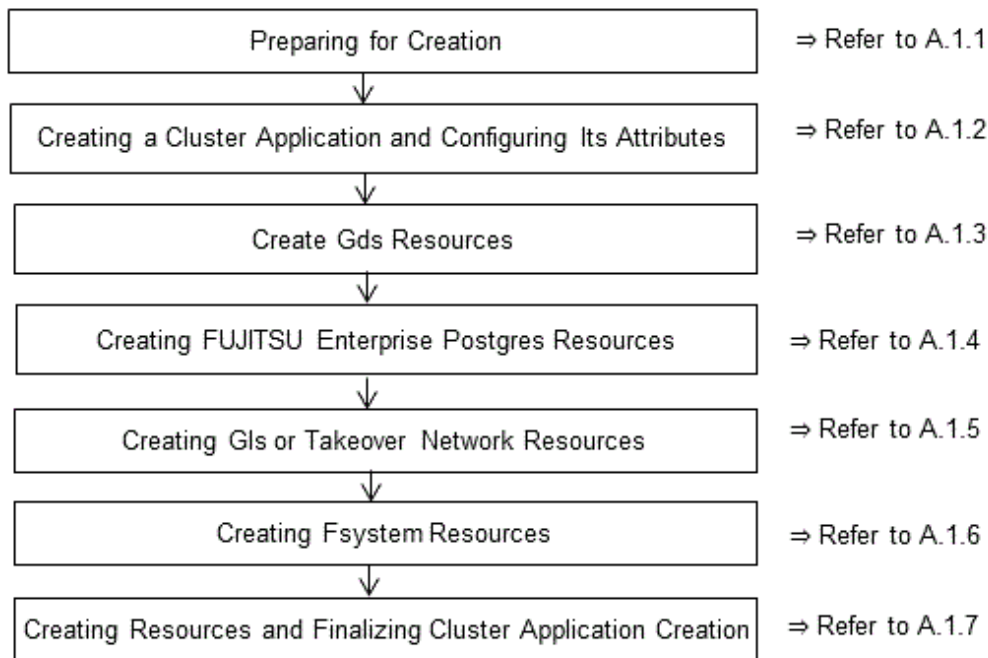 Preparing for Creation ⇒ Refer to A.1.1
Creating a Cluster Application and Configuring Its Attributes ⇒ Refer to A.1.2
Create Gds Resources ⇒ Refer to A.1.3
Creating FUJITSU Enterprise Postgres Resources ⇒ Refer to A.1.4
Creating Gls or Takeover Network Resources ⇒ Refer to A.1.5
Creating Fsystem Resources ⇒ Refer to A.1.6
Creating Resources and Finalizing Cluster Application Creation ⇒ Refer to A.1.7